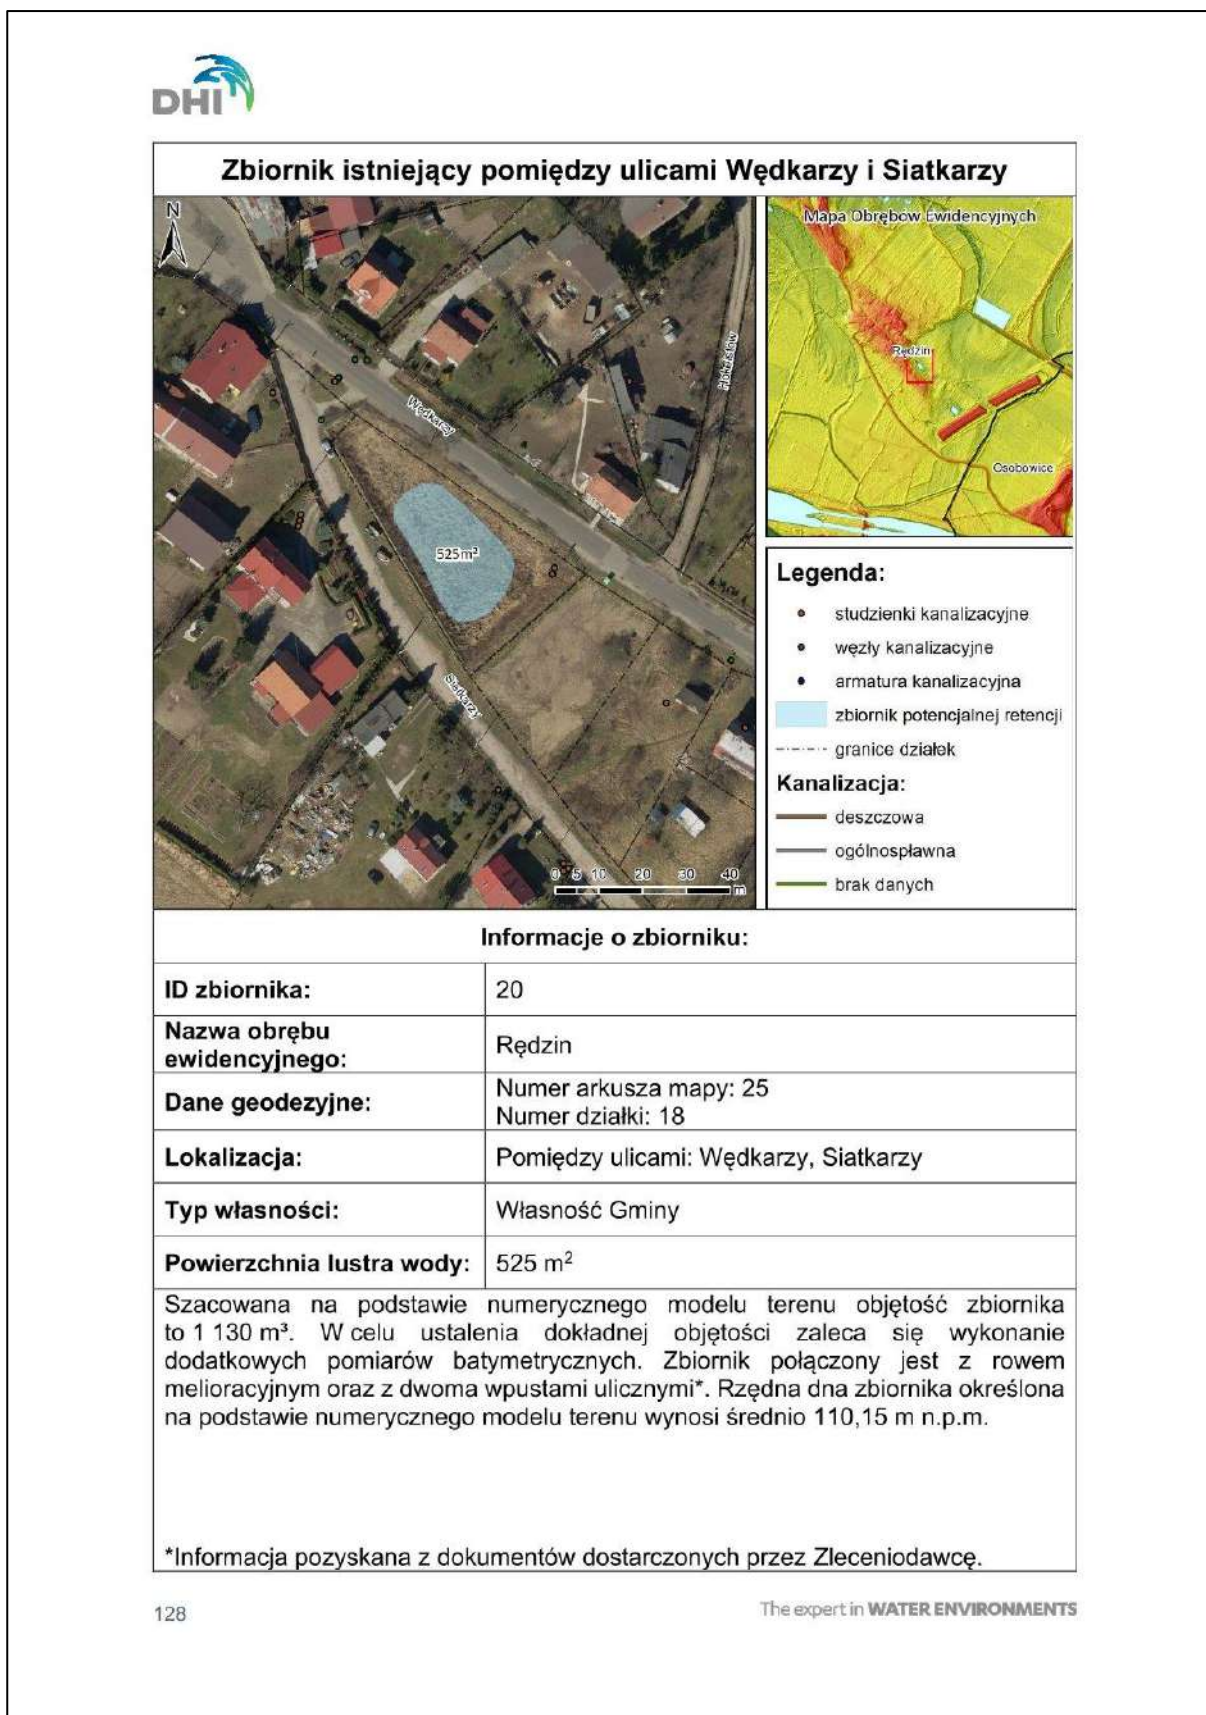 DHI
Zbiornik istniejący pomiędzy ulicami Wędkarzy i Siatkarzy
N
Wędkarzy
Hokeistów
525m²
Siatkarzy
0 5 10 20 30 40
m
Mapa Obrębów Ewidencyjnych
Rędzin
Osobowice
Legenda:
studzienki kanalizacyjne
węzły kanalizacyjne
armatura kanalizacyjna
zbiornik potencjalnej retencji
granice działek
Kanalizacja:
deszczowa
ogólnospławna
brak danych
Informacje o zbiorniku:
ID zbiornika: 20
Nazwa obrębu
ewidencyjnego: Rędzin
Dane geodezyjne: Numer arkusza mapy: 25
Numer działki: 18
Lokalizacja: Pomiędzy ulicami: Wędkarzy, Siatkarzy
Typ własności: Własność Gminy
Powierzchnia lustra wody: 525 m²
Szacowana na podstawie numerycznego modelu terenu objętość zbiornika
to 1 130 m³. W celu ustalenia dokładnej objętości zaleca się wykonanie
dodatkowych pomiarów batymetrycznych. Zbiornik połączony jest z rowem
melioracyjnym oraz z dwoma wpustami ulicznymi*. Rzędna dna zbiornika określona
na podstawie numerycznego modelu terenu wynosi średnio 110,15 m n.p.m.
*Informacja pozyskana z dokumentów dostarczonych przez Zleceniodawcę.
128
The expert in WATER ENVIRONMENTS